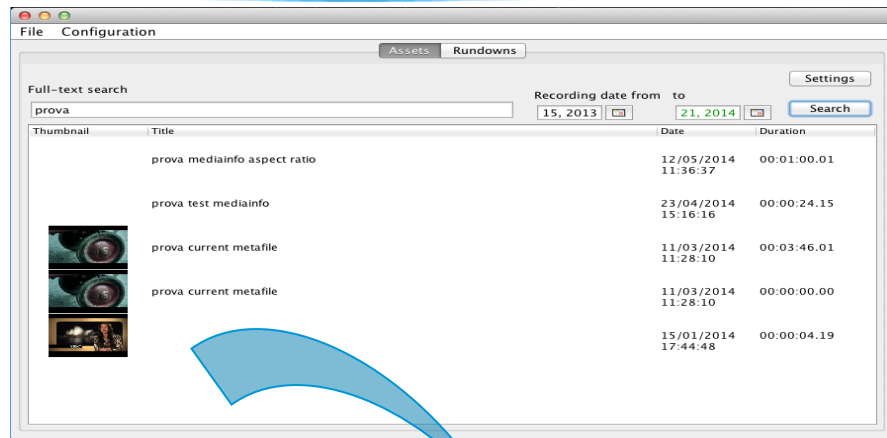 File Configuration
Assets Rundowns
Settings
Full-text search
Recording date from to
prova 15, 2013 21, 2014 Search
Thumbnail Title Date Duration
prova mediainfo aspect ratio 12/05/2014 00:01:00.01
11:36:37
prova test mediainfo 23/04/2014 00:00:24.15
15:16:16
prova current metafile 11/03/2014 00:03:46.01
11:28:10
prova current metafile 11/03/2014 00:00:00.00
11:28:10
15/01/2014 00:00:04.19
17:44:48